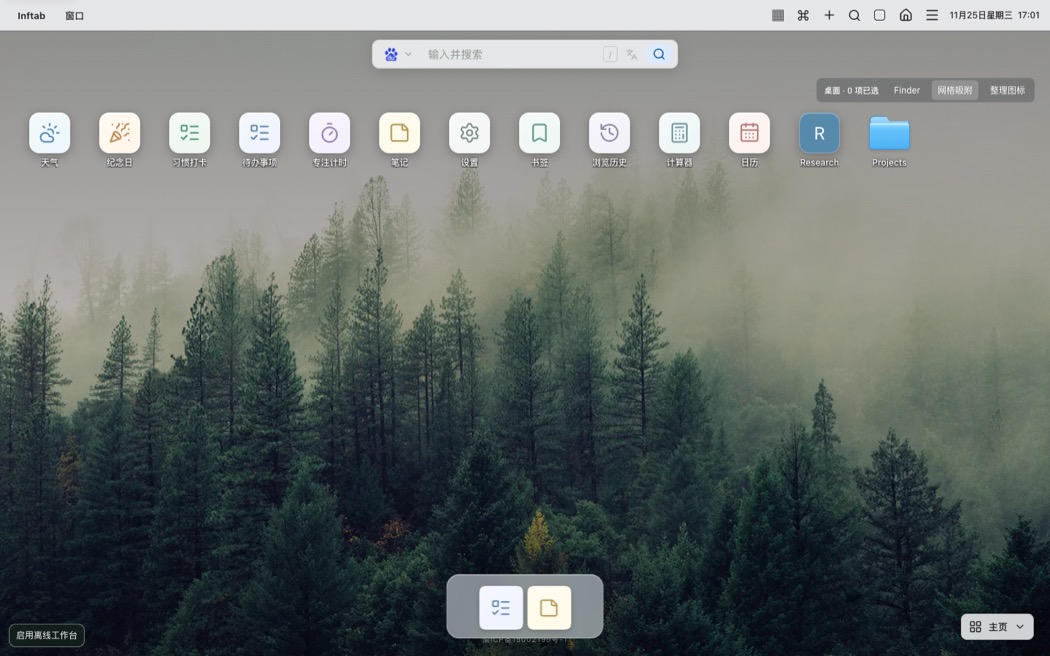 Inftab 窗口 11月25日星期三 17:01
输入并搜索 /
桌面 · 0 项已选 Finder 网格吸附 整理图标
R
天气 纪念日 习惯打卡 待办事项 专注计时 笔记 设置 书签 浏览历史 计算器 日历 Research Projects
启用离线工作台
主页